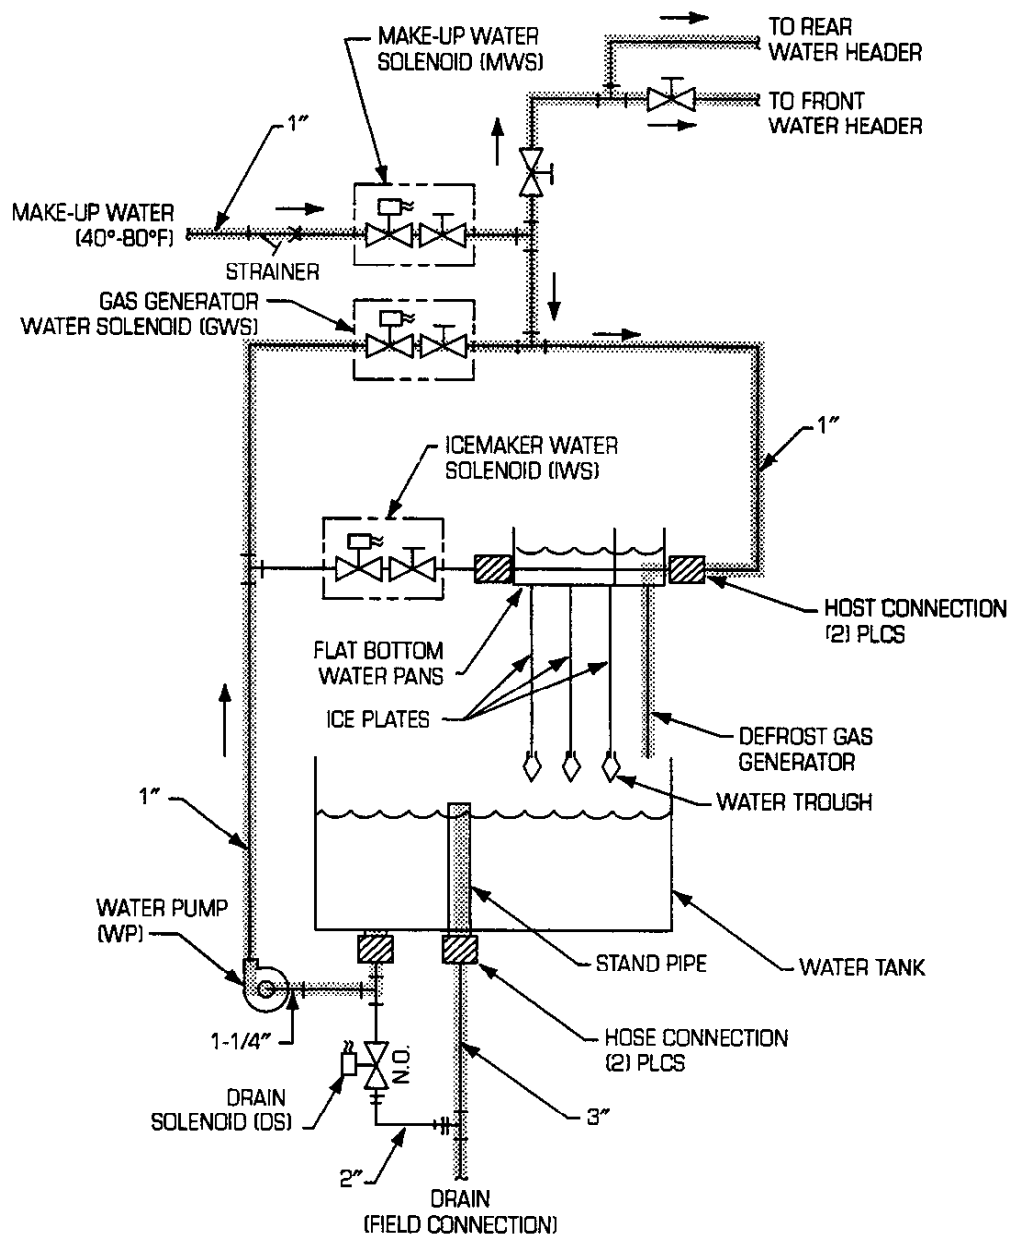 MAKE-UP WATER
SOLENOID (MWS)
TO REAR
WATER HEADER
TO FRONT
WATER HEADER
1"
MAKE-UP WATER
(40°-80°F)
STRAINER
GAS GENERATOR
WATER SOLENOID (GWS)
ICEMAKER WATER
SOLENOID (IWS)
1"
HOST CONNECTION
(2) PLCS
FLAT BOTTOM
WATER PANS
ICE PLATES
DEFROST GAS
GENERATOR
WATER TROUGH
1"
WATER PUMP
(WP)
STAND PIPE
WATER TANK
1-1/4"
HOSE CONNECTION
(2) PLCS
N.O.
DRAIN
SOLENOID (DS)
3"
2"
DRAIN
(FIELD CONNECTION)